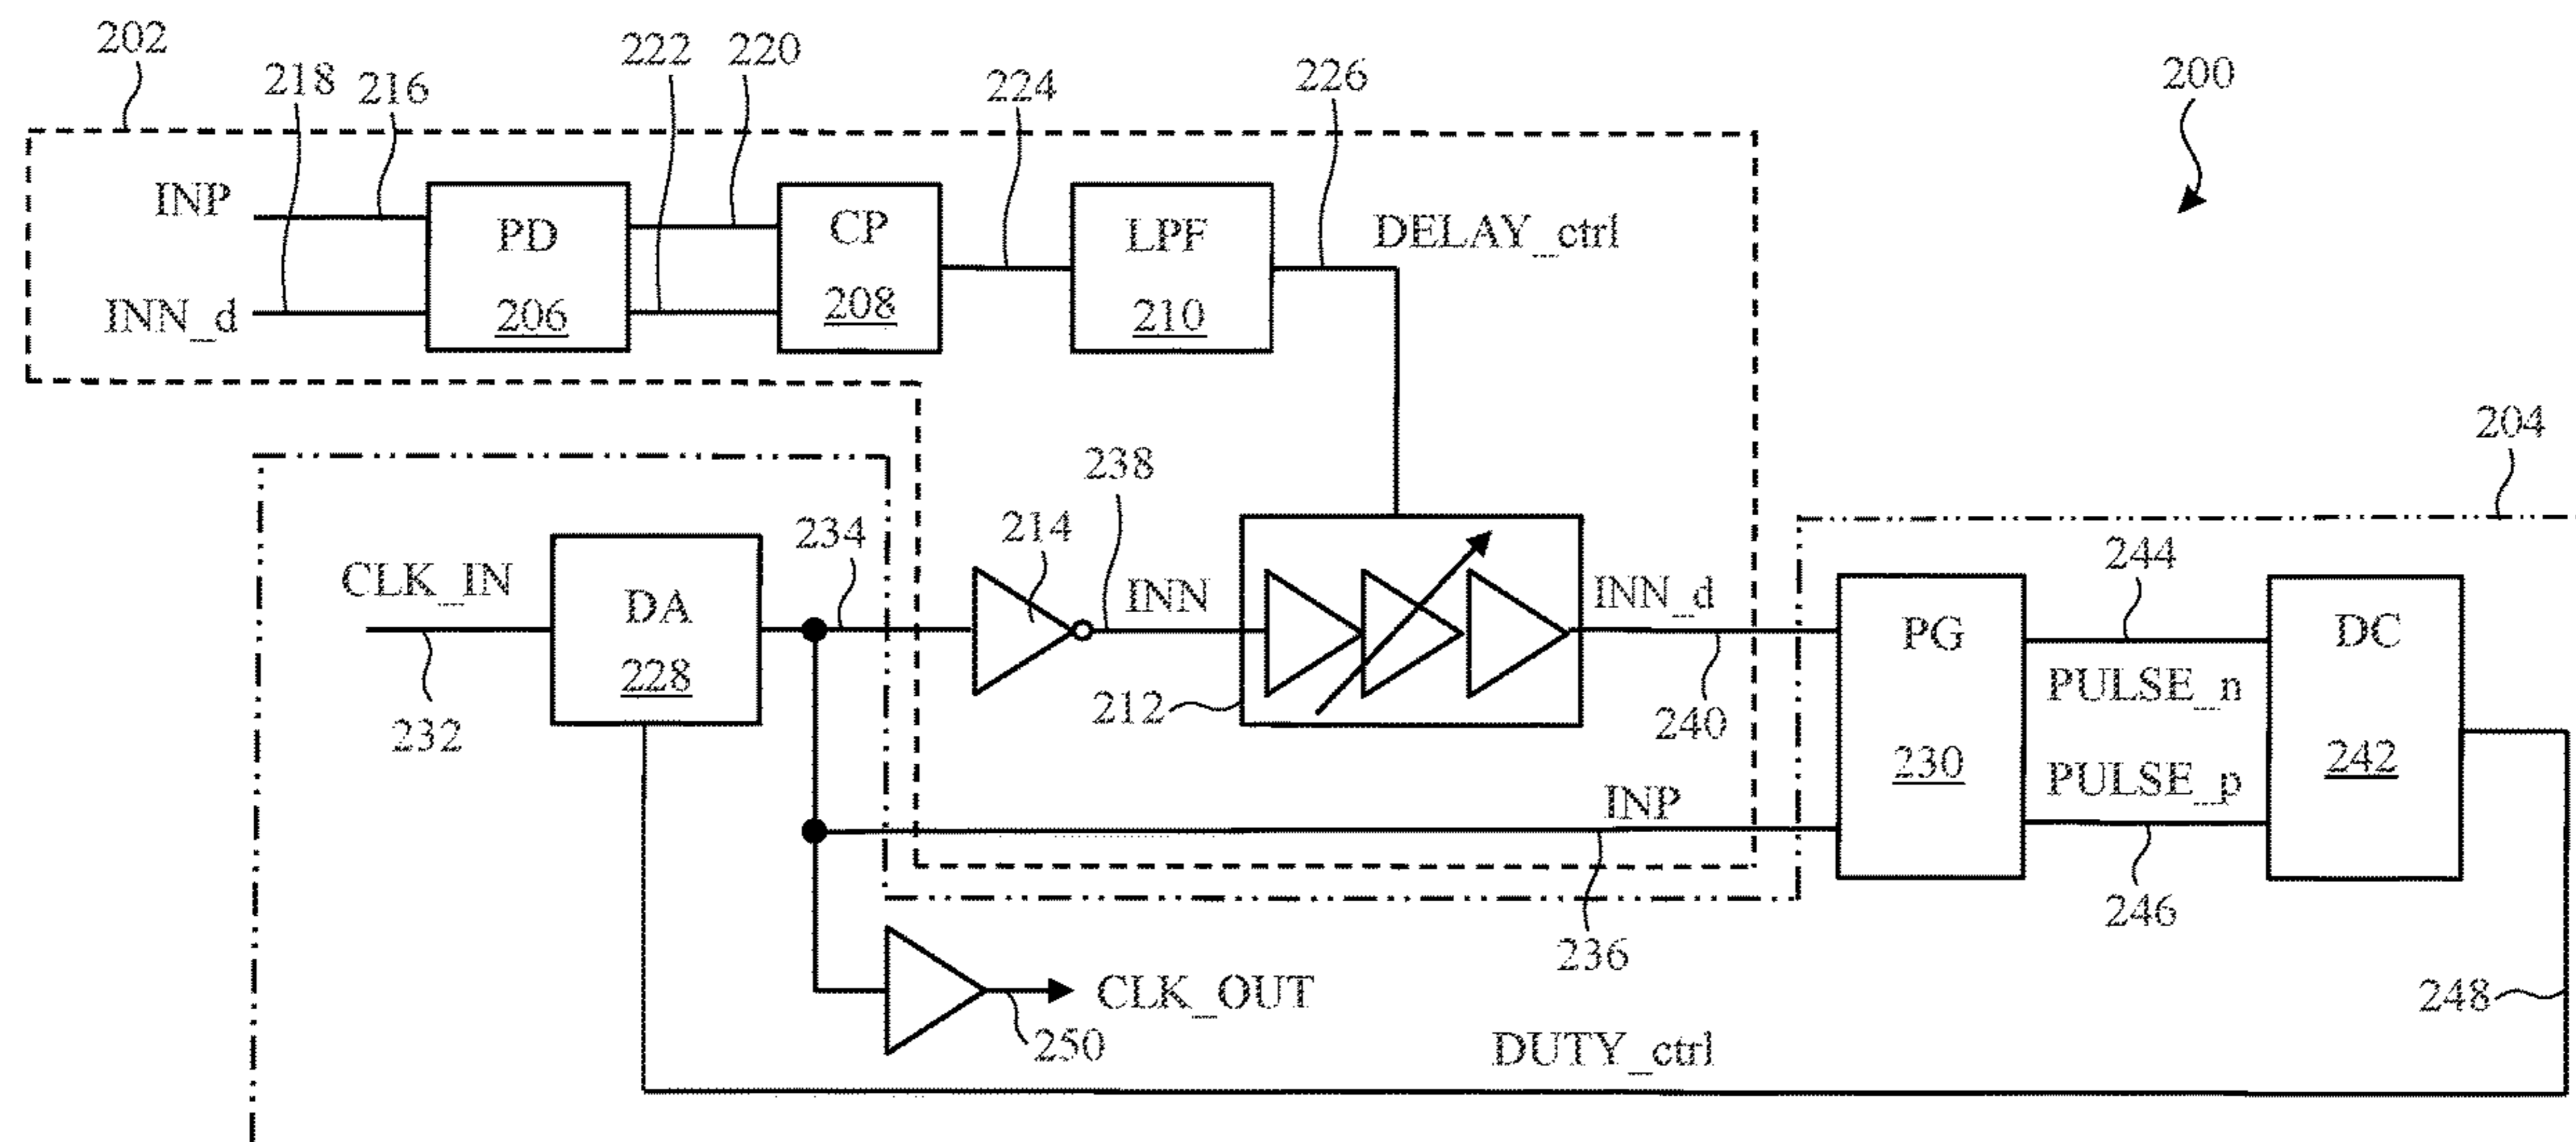 202
218
216
222
220
224
226
200
INP
INN_d
PD
206
CP
208
LPF
210
DELAY_ctrl
204
CLK_IN
232
DA
228
234
214
238
INN
212
INN_d
240
PG
230
244
PULSE_n
PULSE_p
246
DC
242
INP
236
248
CLK_OUT
250
DUTY_ctrl